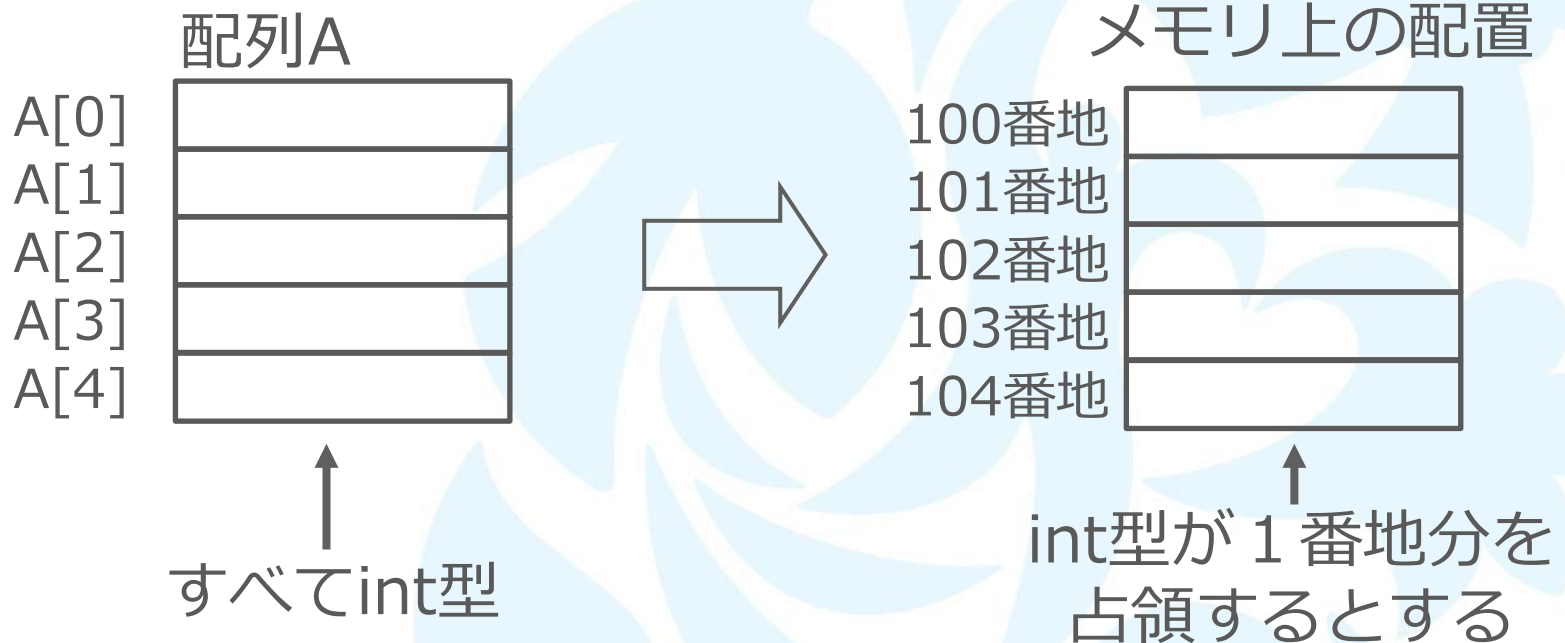 配列A
A[0]
A[1]
A[2]
A[3]
A[4]
すべてint型
メモリ上の配置
100番地
101番地
102番地
103番地
104番地
int型が１番地分を
占領するとする